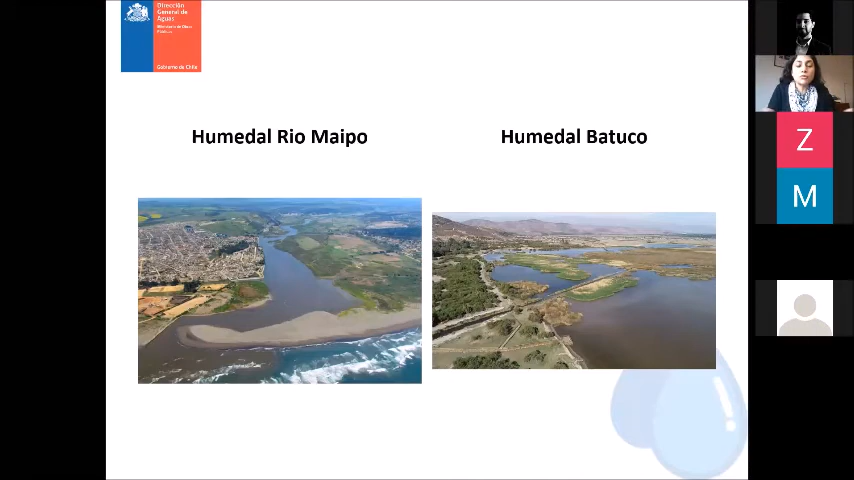 Dirección
General de
Aguas
Ministerio de Obras
Públicas
Gobierno de Chile
Humedal Rio Maipo
Humedal Batuco
Z
M